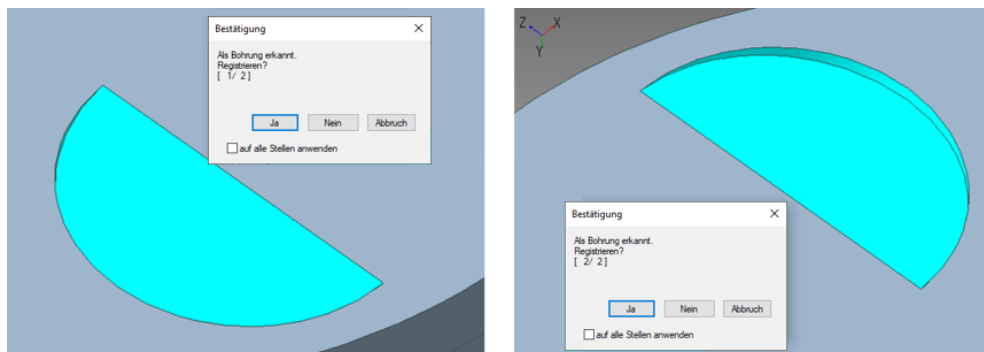 Bestätigung
Als Bohrung erkannt.
Registrieren?
[ 1/ 2]
Ja
Nein
Abbruch
auf alle Stellen anwenden
Z
X
Y
Bestätigung
Als Bohrung erkannt.
Registrieren?
[ 2/ 2]
Ja
Nein
Abbruch
auf alle Stellen anwenden